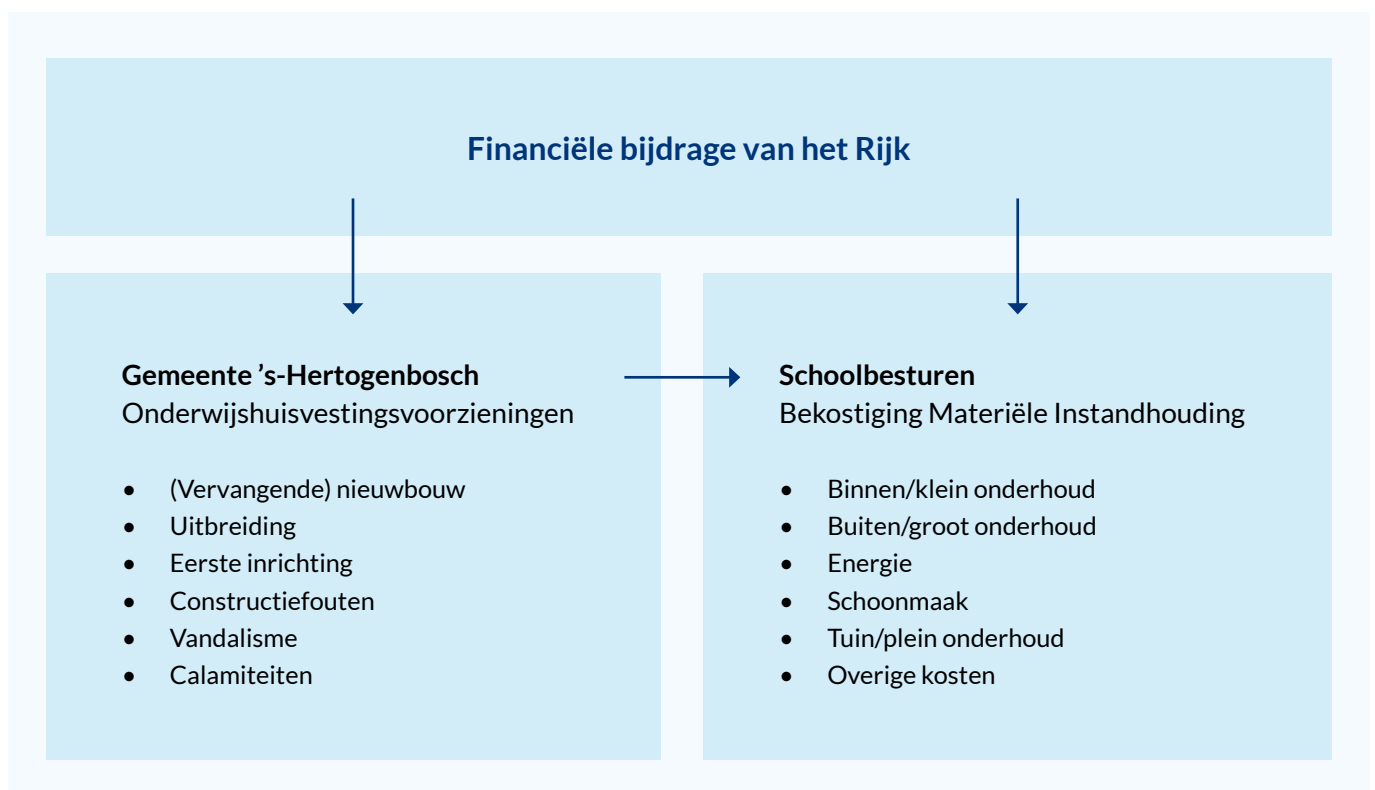 Financiële bijdrage van het Rijk
Gemeente ’s-Hertogenbosch
Onderwijshuisvestingsvoorzieningen
• (Vervangende) nieuwbouw
• Uitbreiding
• Eerste inrichting
• Constructiefouten
• Vandalisme
• Calamiteiten
Schoolbesturen
Bekostiging Materiële Instandhouding
• Binnen/klein onderhoud
• Buiten/groot onderhoud
• Energie
• Schoonmaak
• Tuin/plein onderhoud
• Overige kosten